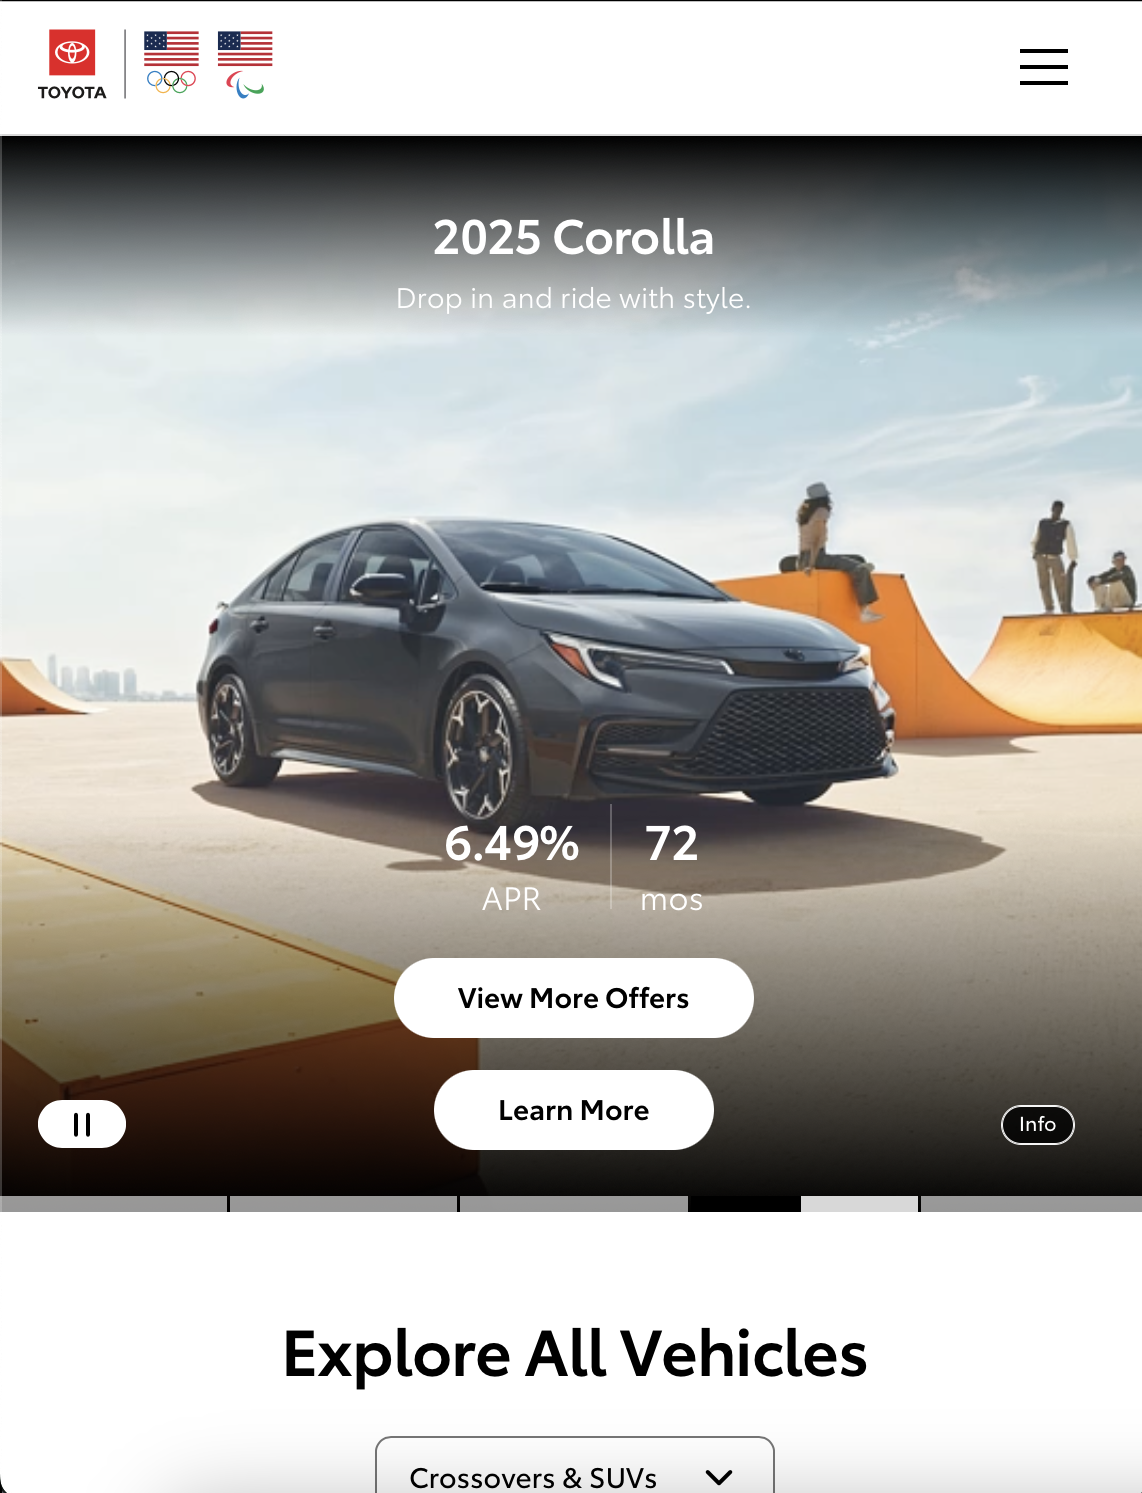 TOYOTA
2025 Corolla
Drop in and ride with style.
6.49% 72
APR mos
View More Offers
Learn More
Info
Explore All Vehicles
Crossovers & SUVs